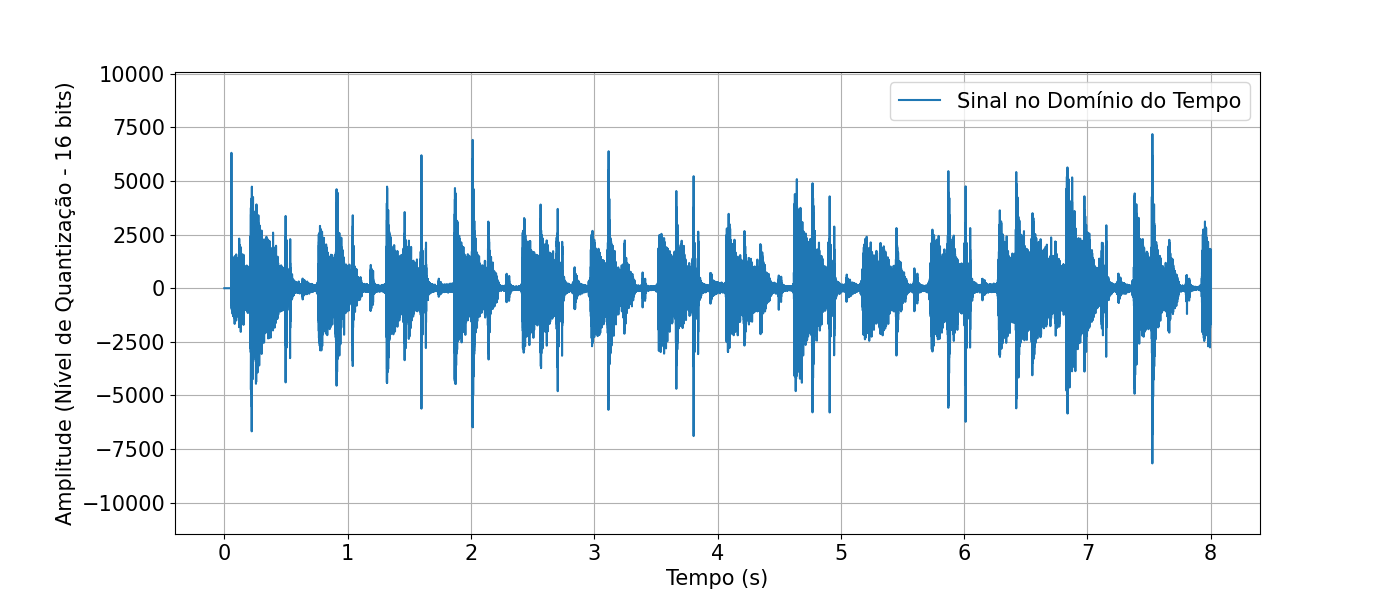 Amplitude (Nível de Quantização - 16 bits)
10000
7500
5000
2500
0
−2500
−5000
−7500
−10000
Sinal no Domínio do Tempo
0 1 2 3 4 5 6 7 8
Tempo (s)